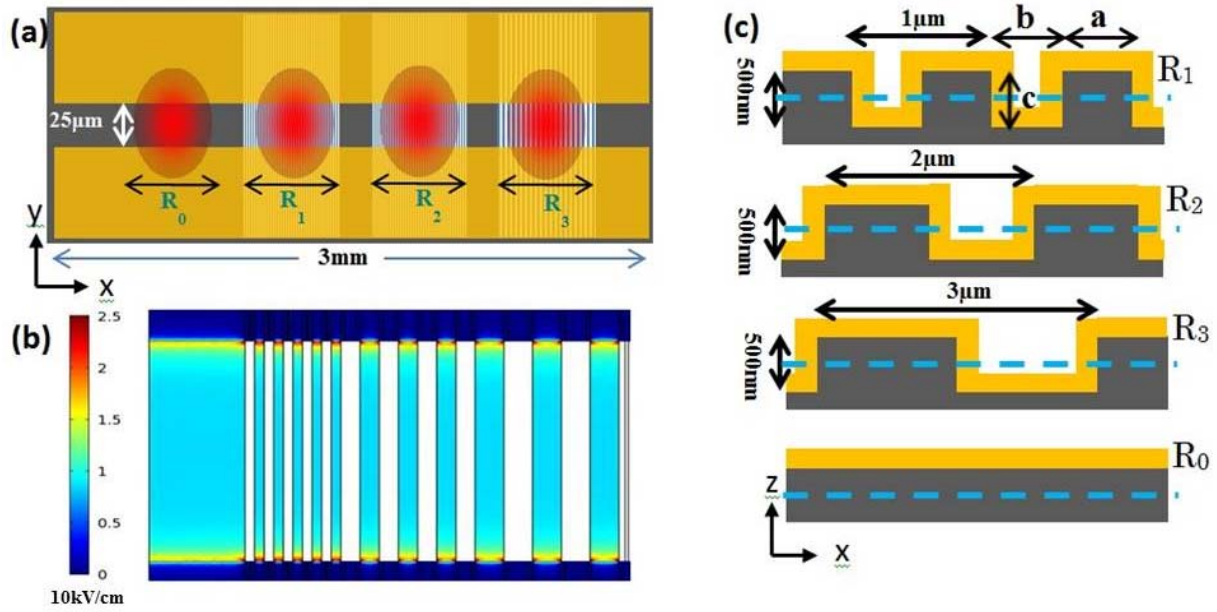 (a)
25μm
R0
R1
R2
R3
y
x
3mm
(b)
2.5
2
1.5
1
0.5
0
10kV/cm
(c)
1μm
b
a
500nm
c
R1
2μm
500nm
R2
3μm
500nm
R3
R0
z
x